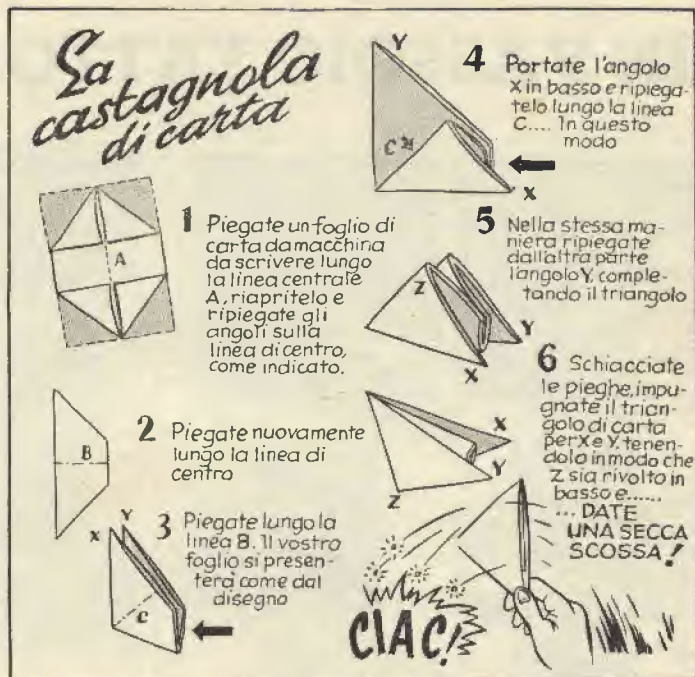 La
castagnola
di carta
A
1 Piegate un foglio di
carta da macchina
da scrivere lungo
la linea centrale
A, riapritelo e
ripiegate gli
angoli sulla
linea di centro,
come indicato.
B
2 Piegate nuovamente
lungo la linea di
centro
X Y
C
3 Piegate lungo la
linea B. Il vostro
foglio si presen-
terà come dal
disegno
Y
C
X
4 Portate l'angolo
X in basso e ripiega-
telo lungo la linea
C.... In questo
modo
Z
Y
X
5 Nella stessa ma-
niera ripiegate
dall'altra parte
l'angolo Y, comple-
tando il triangolo
X
Y
Z
6 Schiacciate
le pieghe, impu-
gnate il trian-
golo di carta
per X e Y, tenen-
dolo in modo che
Z sia rivolto in
basso e......
... DATE
UNA SECCA
SCOSSA!
CIAC!